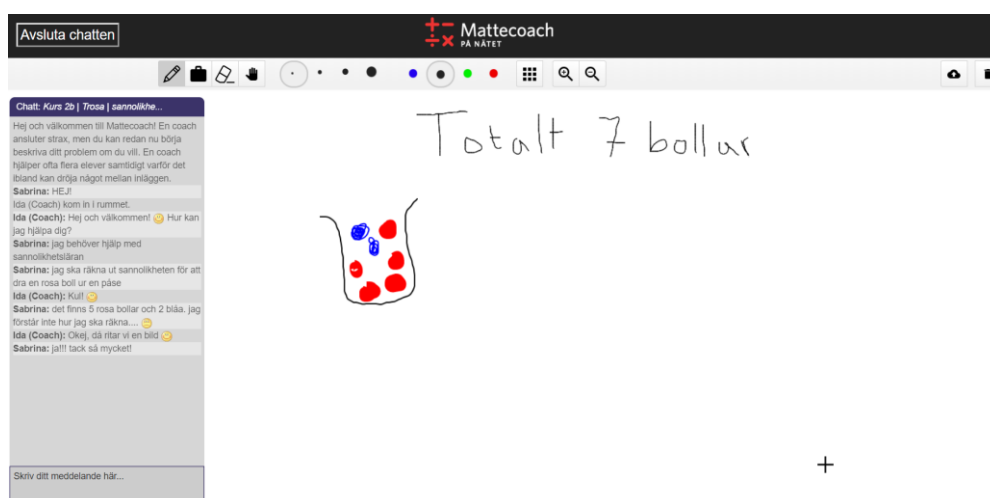 Avsluta chatten
Mattecoach
PÅ NÄTET
Chatt: Kurs 2b | Trosa | sannolikhe...
Hej och välkommen till Mattecoach! En coach
ansluter strax, men du kan redan nu börja
beskriva ditt problem om du vill. En coach
hjälper ofta flera elever samtidigt varför det
ibland kan dröja något mellan inläggen.
Sabrina: HEJ!
Ida (Coach) kom in i rummet.
Ida (Coach): Hej och välkommen! Hur kan
jag hjälpa dig?
Sabrina: jag behöver hjälp med
sannolikhetsläran
Sabrina: jag ska räkna ut sannolikheten för att
dra en rosa boll ur en påse
Ida (Coach): Kul!
Sabrina: det finns 5 rosa bollar och 2 blåa. jag
förstår inte hur jag ska räkna....
Ida (Coach): Okej, då ritar vi en bild
Sabrina: ja!!! tack så mycket!
Skriv ditt meddelande här...
Totalt 7 bollar